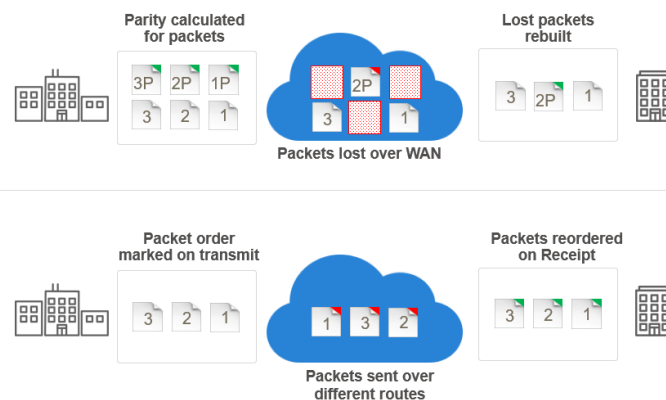 Parity calculated
for packets
3P 2P 1P
3 2 1
2P
3 1
Packets lost over WAN
Lost packets
rebuilt
3 2P 1
Packet order
marked on transmit
3 2 1
1 3 2
Packets sent over
different routes
Packets reordered
on Receipt
3 2 1